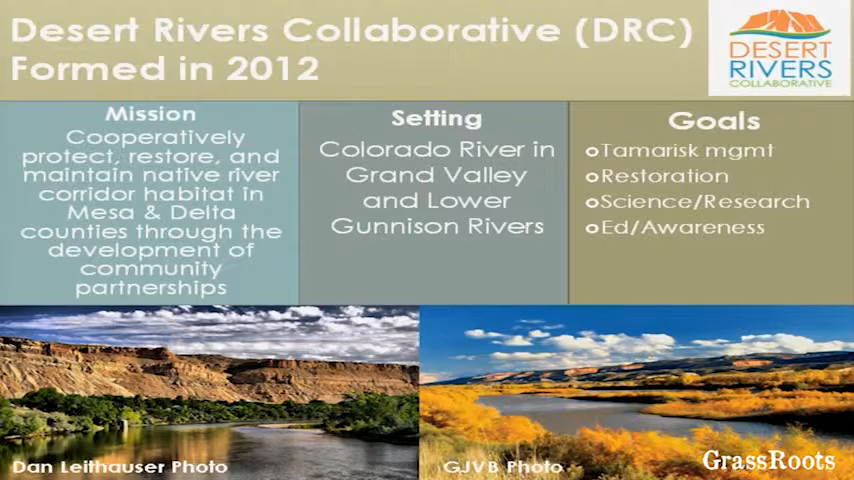 Desert Rivers Collaborative (DRC)
Formed in 2012
DESERT
RIVERS
COLLABORATIVE
Mission
Cooperatively
protect, restore, and
maintain native river
corridor habitat in
Mesa & Delta
counties through the
development of
community
partnerships
Setting
Colorado River in
Grand Valley
and Lower
Gunnison Rivers
Goals
Tamarisk mgmt
Restoration
Science/Research
Ed/Awareness
Dan Leithauser Photo
GJVB Photo
GrassRoots